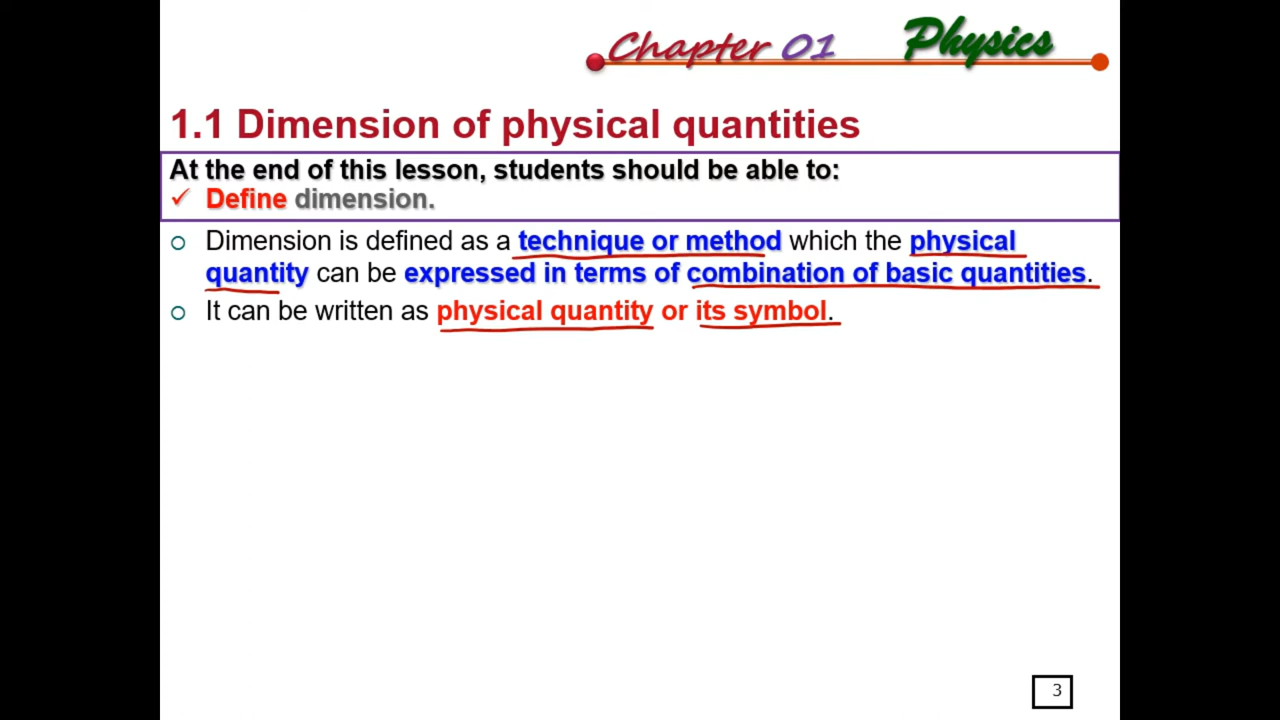 Chapter 01 Physics
1.1 Dimension of physical quantities
At the end of this lesson, students should be able to:
✓ Define dimension.
○ Dimension is defined as a technique or method which the physical
quantity can be expressed in terms of combination of basic quantities.
○ It can be written as physical quantity or its symbol.
3